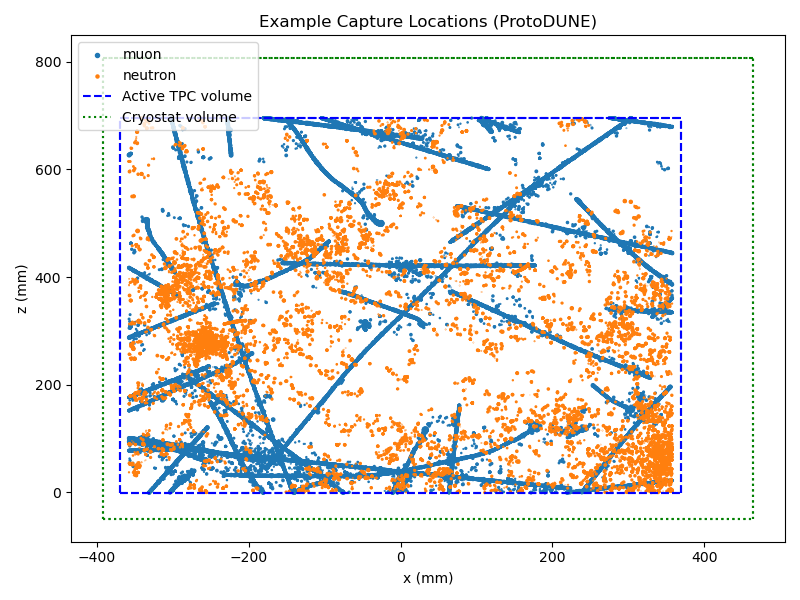 Example Capture Locations (ProtoDUNE)
muon
neutron
Active TPC volume
Cryostat volume
800
600
400
200
0
z (mm)
−400
−200
0
200
400
x (mm)